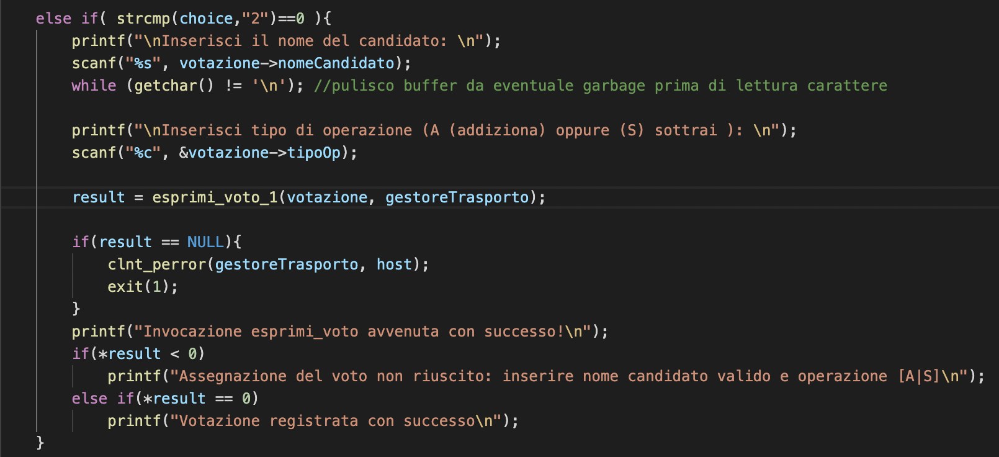 else if( strcmp(choice,"2")==0 ){
printf("\nInserisci il nome del candidato: \n");
scanf("%s", votazione->nomeCandidato);
while (getchar() != '\n'); //pulisco buffer da eventuale garbage prima di lettura carattere
printf("\nInserisci tipo di operazione (A (addiziona) oppure (S) sottrai ): \n");
scanf("%c", &votazione->tipoOp);
result = esprimi_voto_1(votazione, gestoreTrasporto);
if(result == NULL){
clnt_perror(gestoreTrasporto, host);
exit(1);
}
printf("Invocazione esprimi_voto avvenuta con successo!\n");
if(*result < 0)
printf("Assegnazione del voto non riuscito: inserire nome candidato valido e operazione [A|S]\n");
else if(*result == 0)
printf("Votazione registrata con successo\n");
}